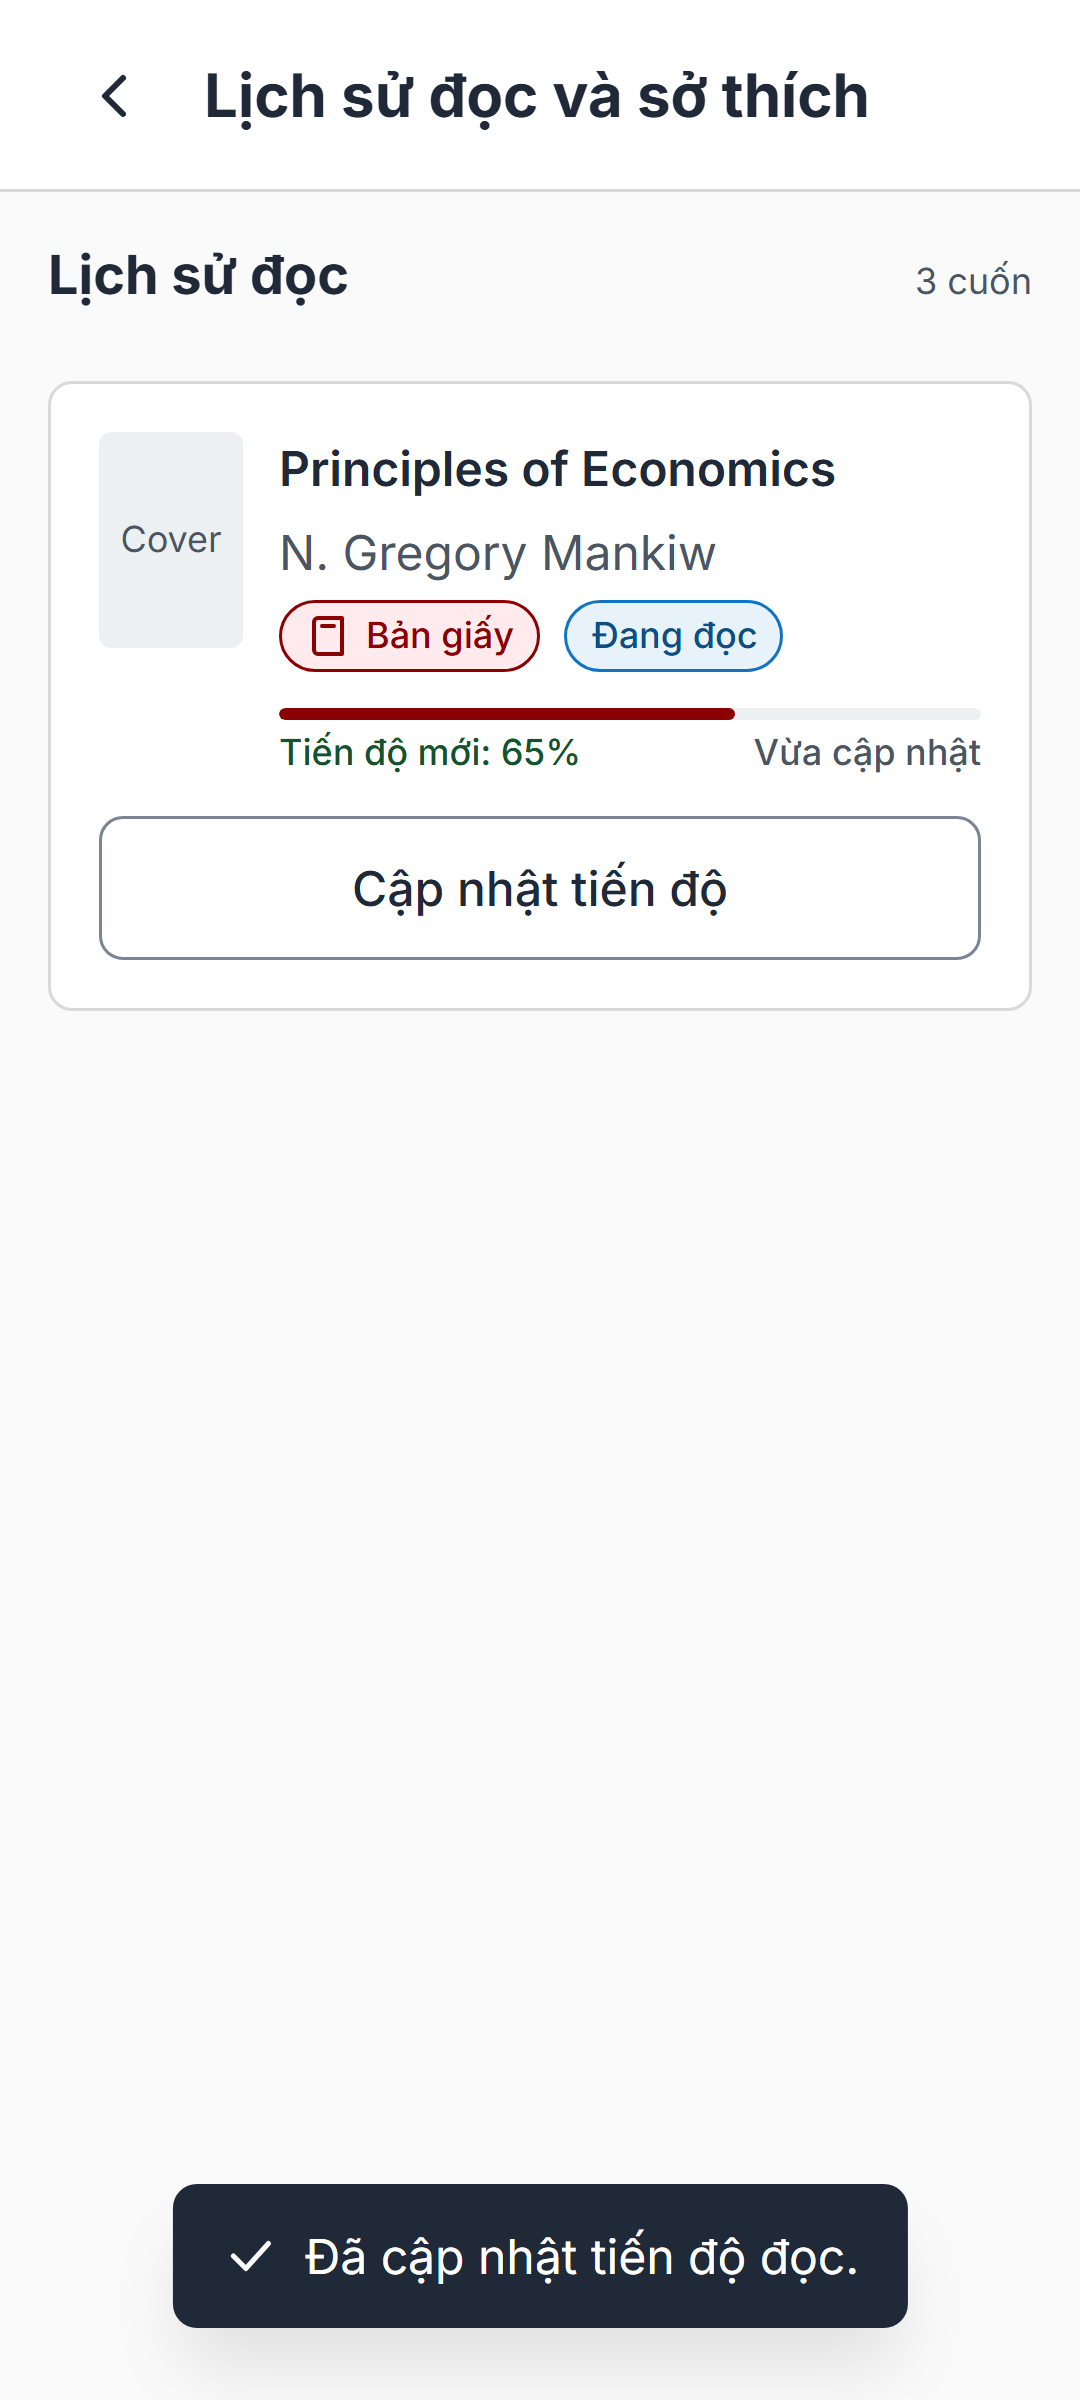 Lịch sử đọc và sở thích
Lịch sử đọc
3 cuốn
Cover
Principles of Economics
N. Gregory Mankiw
Bản giấy
Đang đọc
Tiến độ mới: 65%
Vừa cập nhật
Cập nhật tiến độ
Đã cập nhật tiến độ đọc.